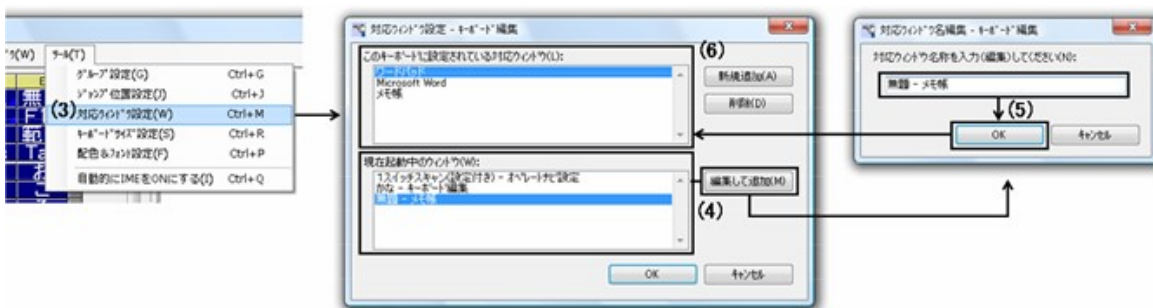 (W) ﾂｰﾙ(T)
ｸﾞﾙｰﾌﾟ設定(G) Ctrl+G
ｼﾞｬﾝﾌﾟ位置設定(J) Ctrl+J
(3) 対応ｳｨﾝﾄﾞｳ設定(W) Ctrl+M
ｷｰﾎﾞｰﾄﾞｻｲｽﾞ設定(S) Ctrl+R
配色&ﾌｫﾝﾄ設定(F) Ctrl+P
自動的にIMEをONにする(I) Ctrl+Q
無
範
Ta
お
対応ｳｨﾝﾄﾞｳ設定 - ｷｰﾎﾞｰﾄﾞ編集
このｷｰﾎﾞｰﾄﾞに設定されている対応ｳｨﾝﾄﾞｳ(L):
(6)
ワードパッド
Microsoft Word
メモ帳
新規追加(A)
削除(D)
現在起動中のｳｨﾝﾄﾞｳ(W):
1スイッチスキャン(設定付き) - ｵﾍﾟﾚｰﾄﾅﾋﾞ設定
かな - ｷｰﾎﾞｰﾄﾞ編集
無題 - メモ帳
編集して追加(M)
(4)
OK ｷｬﾝｾﾙ
対応ｳｨﾝﾄﾞｳ名編集 - ｷｰﾎﾞｰﾄﾞ編集
対応ｳｨﾝﾄﾞｳ名称を入力(編集)してください(N):
無題 - メモ帳
(5)
OK ｷｬﾝｾﾙ